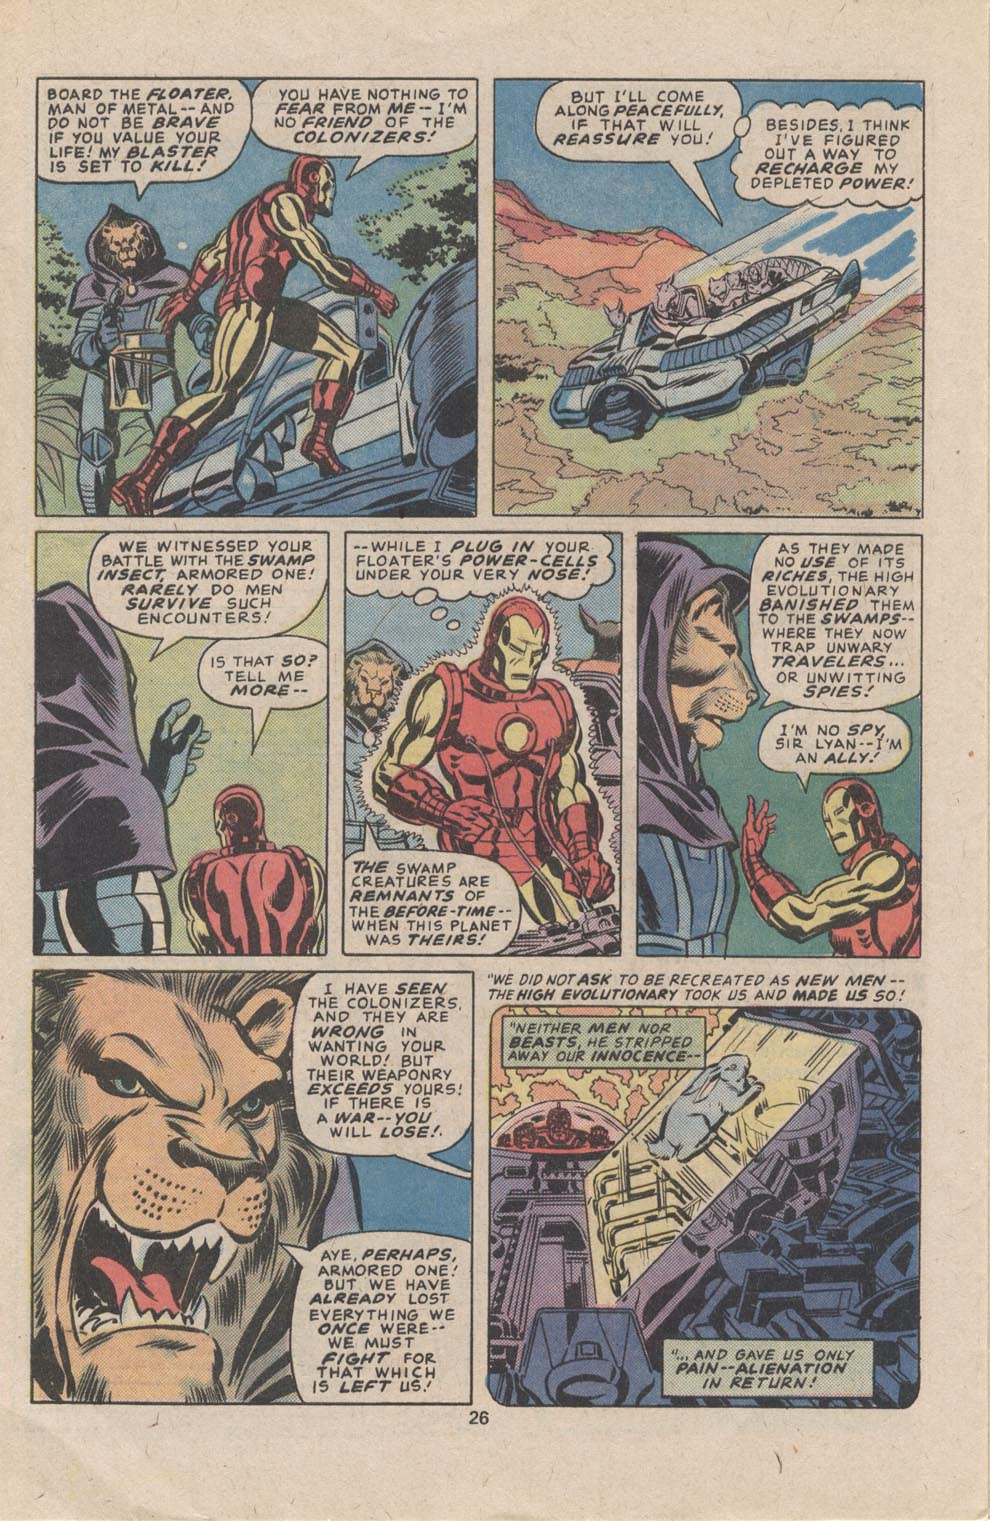 BOARD THE FLOATER,
MAN OF METAL--AND
DO NOT BE BRAVE
IF YOU VALUE YOUR
LIFE! MY BLASTER
IS SET TO KILL!
YOU HAVE NOTHING TO
FEAR FROM ME-- I'M
NO FRIEND OF THE
COLONIZERS!
BUT I'LL COME
ALONG PEACEFULLY,
IF THAT WILL
REASSURE YOU!
BESIDES, I THINK
I'VE FIGURED
OUT A WAY TO
RECHARGE MY
DEPLETED POWER!
WE WITNESSED YOUR
BATTLE WITH THE SWAMP
INSECT, ARMORED ONE!
RARELY DO MEN
SURVIVE SUCH
ENCOUNTERS!
IS THAT SO?
TELL ME
MORE--
--WHILE I PLUG IN YOUR
FLOATER'S POWER-CELLS
UNDER YOUR VERY NOSE!
THE SWAMP
CREATURES ARE
REMNANTS OF
THE BEFORE-TIME--
WHEN THIS PLANET
WAS THEIRS!
AS THEY MADE
NO USE OF ITS
RICHES, THE HIGH
EVOLUTIONARY
BANISHED THEM
TO THE SWAMPS--
WHERE THEY NOW
TRAP UNWARY
TRAVELERS...
OR UNWITTING
SPIES!
I'M NO SPY,
SIR LYAN--I'M
AN ALLY!
I HAVE SEEN
THE COLONIZERS,
AND THEY ARE
WRONG IN
WANTING YOUR
WORLD! BUT
THEIR WEAPONRY
EXCEEDS YOURS!
IF THERE IS
A WAR--YOU
WILL LOSE!
AYE, PERHAPS,
ARMORED ONE!
BUT WE HAVE
ALREADY LOST
EVERYTHING WE
ONCE WERE--
WE MUST
FIGHT FOR
THAT WHICH
IS LEFT US!
"WE DID NOT ASK TO BE RECREATED AS NEW MEN--
THE HIGH EVOLUTIONARY TOOK US AND MADE US SO!
"NEITHER MEN NOR
BEASTS, HE STRIPPED
AWAY OUR INNOCENCE--
"...AND GAVE US ONLY
PAIN--ALIENATION
IN RETURN!
26